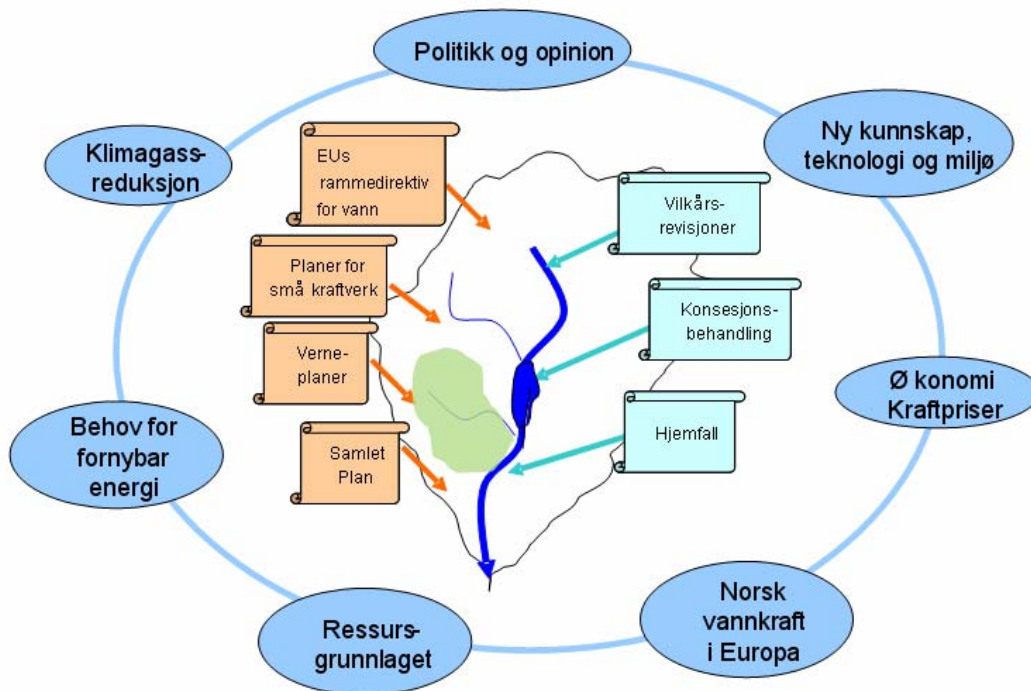 Politikk og opinion
Ny kunnskap,
teknologi og miljø
Ø konomi
Kraftpriser
Norsk
vannkraft
i Europa
Ressurs-
grunnlaget
Behov for
fornybar
energi
Klimagass-
reduksjon
EUs
rammedirektiv
for vann
Planer for
små kraftverk
Verne-
planer
Samlet
Plan
Vilkårs-
revisjoner
Konsesjons-
behandling
Hjemfall